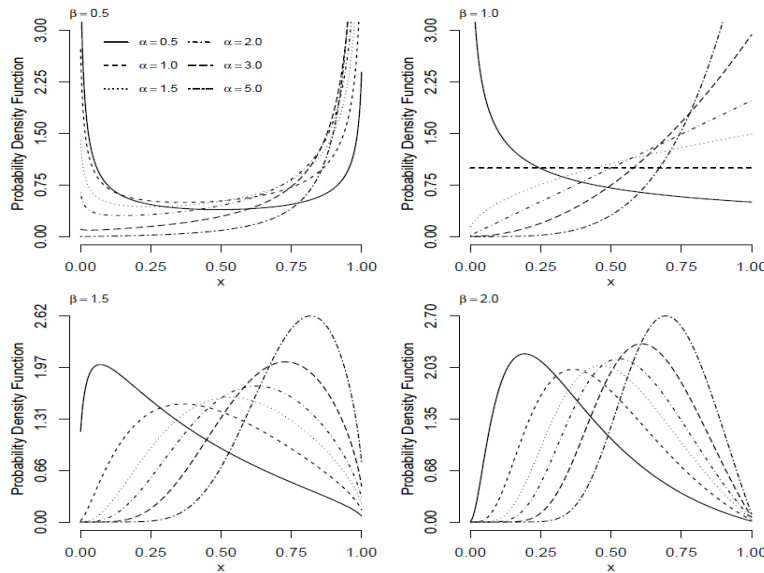 β = 0.5
Probability Density Function
0.00 0.75 1.50 2.25 3.00
α = 0.5
α = 1.0
α = 1.5
α = 2.0
α = 3.0
α = 5.0
0.00 0.25 0.50 0.75 1.00
x
β = 1.0
Probability Density Function
0.00 0.75 1.50 2.25 3.00
0.00 0.25 0.50 0.75 1.00
x
β = 1.5
Probability Density Function
0.00 0.66 1.31 1.97 2.62
0.00 0.25 0.50 0.75 1.00
x
β = 2.0
Probability Density Function
0.00 0.68 1.35 2.03 2.70
0.00 0.25 0.50 0.75 1.00
x